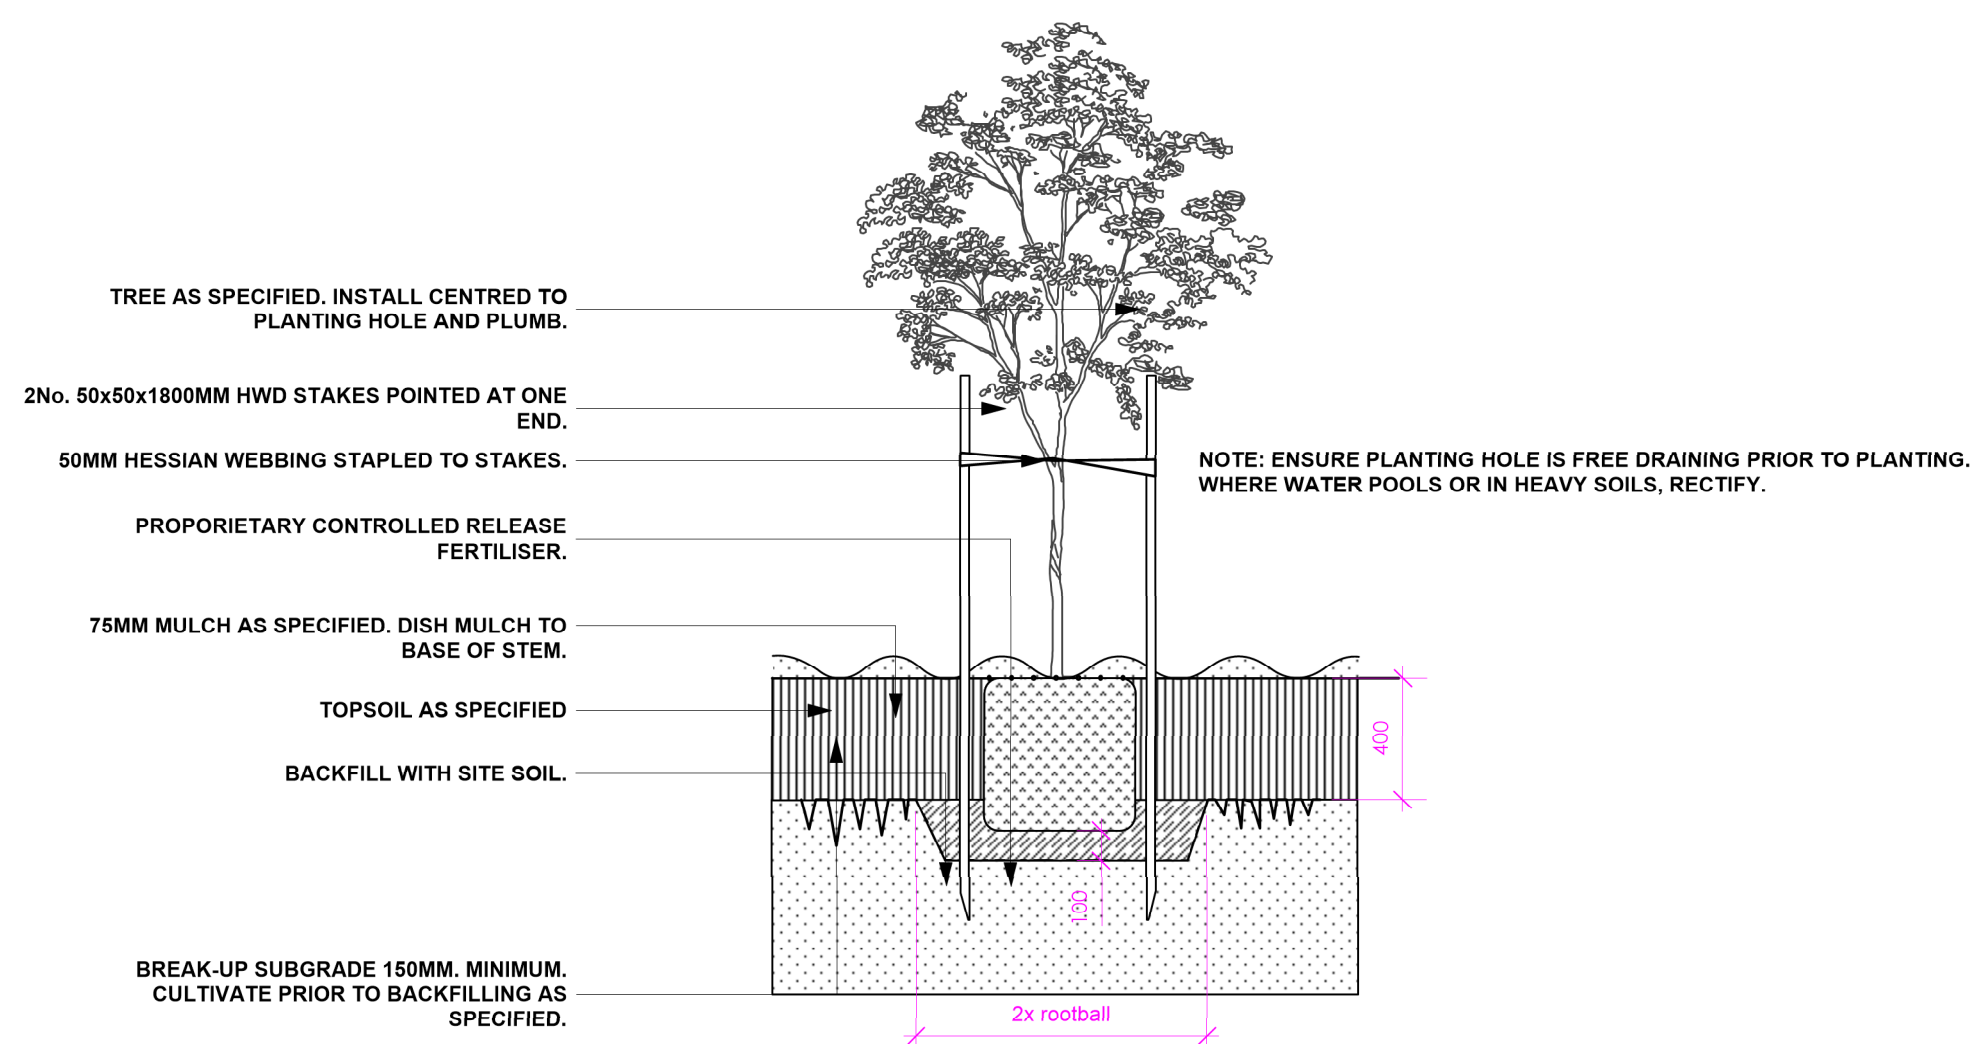 TREE AS SPECIFIED. INSTALL CENTRED TO
PLANTING HOLE AND PLUMB.
2No. 50x50x1800MM HWD STAKES POINTED AT ONE
END.
50MM HESSIAN WEBBING STAPLED TO STAKES.
NOTE: ENSURE PLANTING HOLE IS FREE DRAINING PRIOR TO PLANTING.
WHERE WATER POOLS OR IN HEAVY SOILS, RECTIFY.
PROPORIETARY CONTROLLED RELEASE
FERTILISER.
75MM MULCH AS SPECIFIED. DISH MULCH TO
BASE OF STEM.
TOPSOIL AS SPECIFIED
400
BACKFILL WITH SITE SOIL.
100
BREAK-UP SUBGRADE 150MM. MINIMUM.
CULTIVATE PRIOR TO BACKFILLING AS
SPECIFIED.
2x rootball